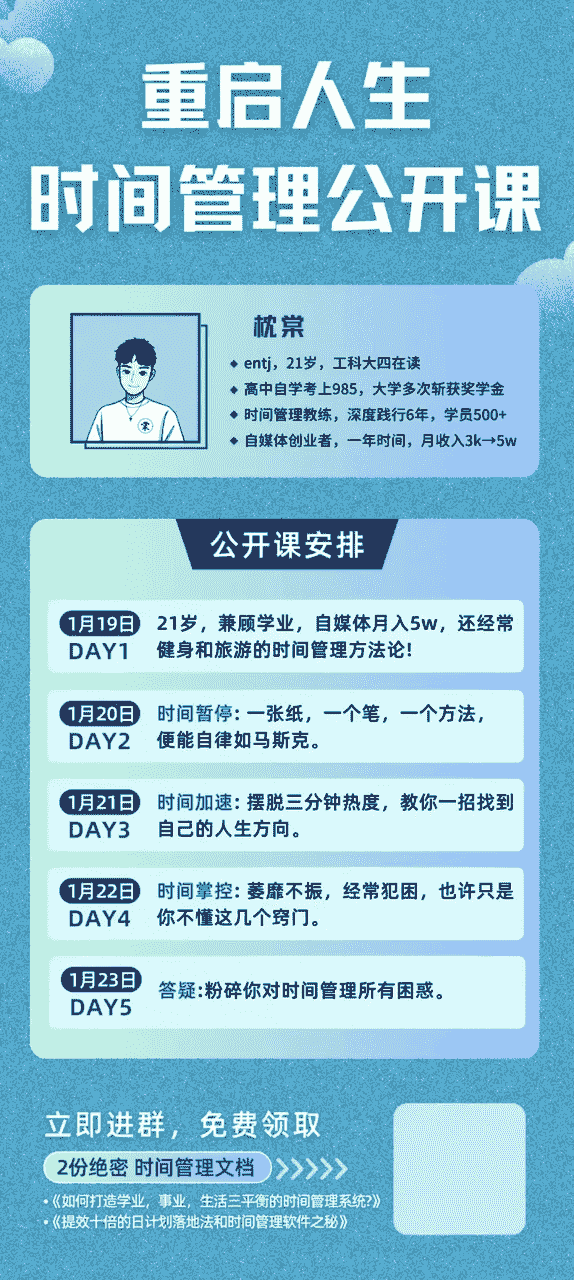 重启人生
时间管理公开课
枕棠
◆ entj，21岁，工科大四在读
◆ 高中自学考上985，大学多次斩获奖学金
◆ 时间管理教练，深度践行6年，学员500+
◆ 自媒体创业者，一年时间，月收入3k→5w
公开课安排
1月19日
DAY1
21岁，兼顾学业，自媒体月入5w，还经常
健身和旅游的时间管理方法论!
1月20日
DAY2
时间暂停: 一张纸，一个笔，一个方法，
便能自律如马斯克。
1月21日
DAY3
时间加速: 摆脱三分钟热度，教你一招找到
自己的人生方向。
1月22日
DAY4
时间掌控: 萎靡不振，经常犯困，也许只是
你不懂这几个窍门。
1月23日
DAY5
答疑:粉碎你对时间管理所有困惑。
立即进群，免费领取
2份绝密 时间管理文档
•《如何打造学业，事业，生活三平衡的时间管理系统?》
•《提效十倍的日计划落地法和时间管理软件之秘》